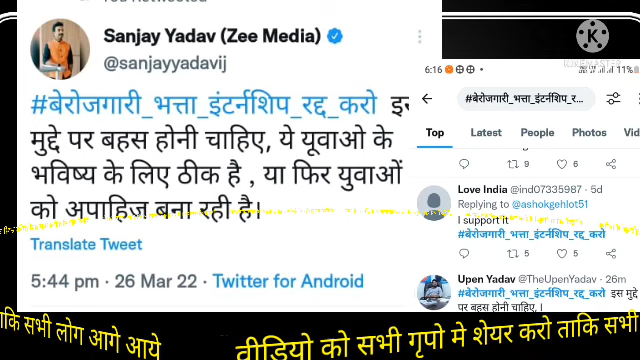 Sanjay Yadav (Zee Media)
@sanjayyadavij
#बेरोजगारी_भत्ता_इंटर्नशिप_रद्द_करो इस
मुद्दे पर बहस होनी चाहिए, ये यूवाओ के
भविष्य के लिए ठीक है , या फिर युवाओं
को अपाहिज बना रही है।
Translate Tweet
5:44 pm · 26 Mar 22 · Twitter for Android
KINEMASTER
6:16
11%
#बेरोजगारी_भत्ता_इंटर्नशिप_र...
Top Latest People Photos Vid
9 6
Love India @ind07335987 · 5d
Replying to @ashokgehlot51
I support it
#बेरोजगारी_भत्ता_इंटर्नशिप_रद्द_करो
5 5
Upen Yadav @TheUpenYadav · 26m
#बेरोजगारी_भत्ता_इंटर्नशिप_रद्द_करो इस मुद्दे
पर बहस होनी चाहिए, ।
ताकि सभी लोग आगे आये
वीडियो को सभी गृपो मे शेयर करो ताकि सभी